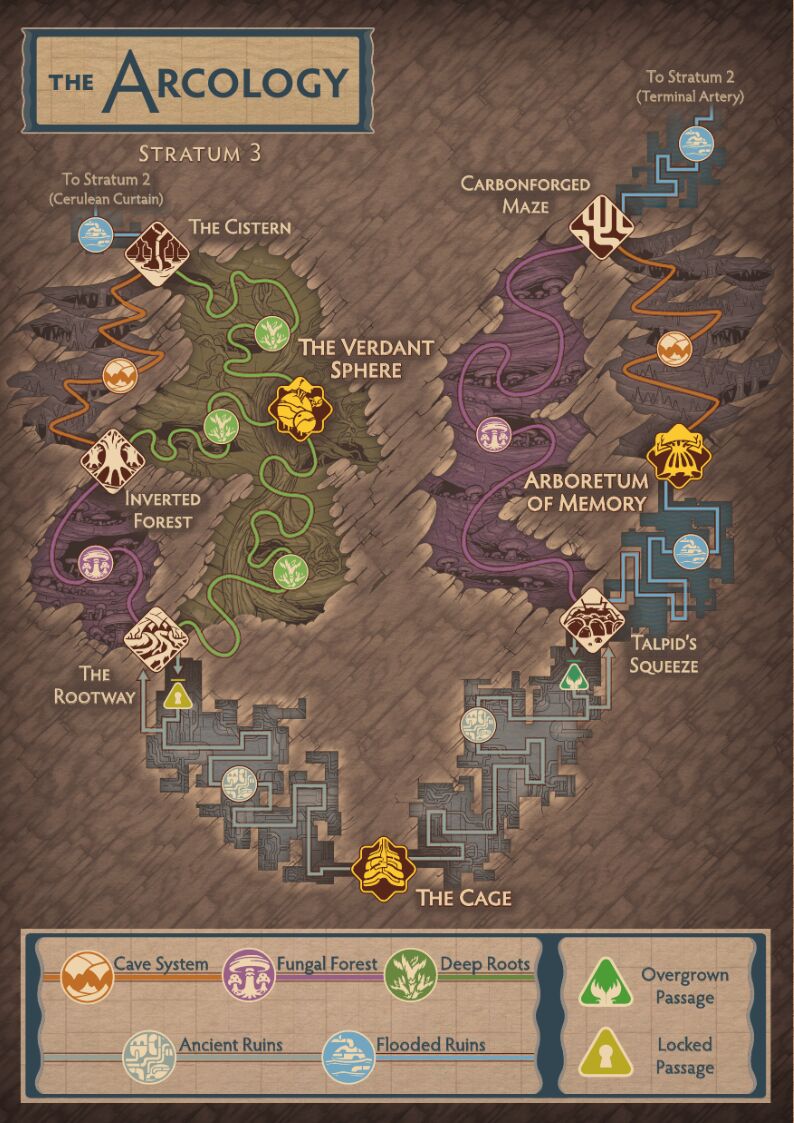 THE ARCOLOGY
STRATUM 3
To Stratum 2
(Terminal Artery)
To Stratum 2
(Cerulean Curtain)
CARBONFORGED
MAZE
THE CISTERN
THE VERDANT
SPHERE
ARBORETUM
OF MEMORY
INVERTED
FOREST
TALPID'S
SQUEEZE
THE
ROOTWAY
THE CAGE
Cave System
Fungal Forest
Deep Roots
Ancient Ruins
Flooded Ruins
Overgrown
Passage
Locked
Passage